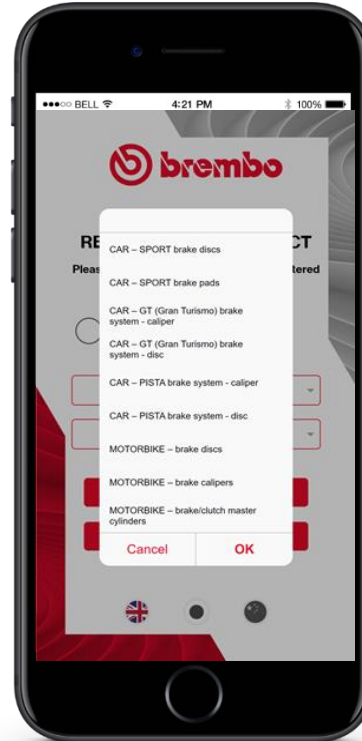 BELL 4:21 PM 100%
brembo
RE CT
Pleas tered
CAR – SPORT brake discs
CAR – SPORT brake pads
CAR – GT (Gran Turismo) brake
system - caliper
CAR – GT (Gran Turismo) brake
system - disc
CAR – PISTA brake system - caliper
CAR – PISTA brake system - disc
MOTORBIKE – brake discs
MOTORBIKE – brake calipers
MOTORBIKE – brake/clutch master
cylinders
Cancel OK